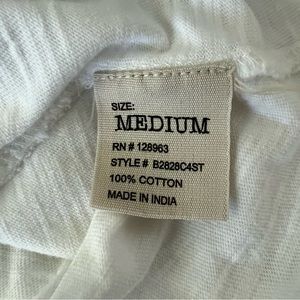 SIZE:
MEDIUM
RN # 128963
STYLE # B2828C4ST
100% COTTON
MADE IN INDIA